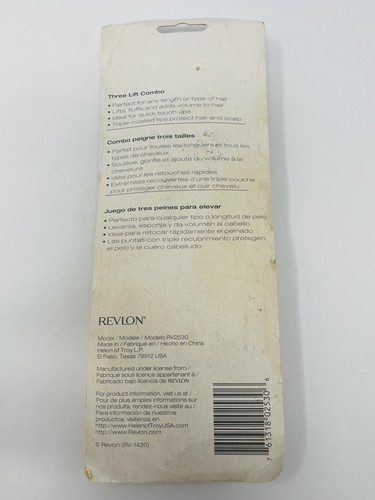 Three Lift Combo
• Perfect for any length or type of hair
• Lifts, fluffs and adds volume to hair
• Ideal for quick touch ups
• Triple-coated tips protect hair and scalp
Combo peigne trois tailles
• Parfait pour toutes les longueurs et tous les
types de cheveux
• Soulève, gonfle et ajoute du volume à la
chevelure
• Idéal pour les retouches rapides
• Extrémités recouvertes d'une triple couche
pour protéger cheveux et cuir chevelu
Juego de tres peines para elevar
• Perfecto para cualquier tipo o longitud de pelo
• Levanta, esponja y da volumen al cabello
• Ideal para retocar rápidamente el peinado
• Las puntas con triple recubrimiento protegen
el pelo y el cuero cabelludo
REVLON®
Model / Modèle / Modelo RV2530
Made in / Fabriqué en / Hecho en China
Helen of Troy L.P.
El Paso, Texas 79912 USA
Manufactured under license from /
Fabriqué sous licence appartenant à /
Fabricado bajo licencia de REVLON
For product information, visit us at /
Pour de plus amples informations sur
nos produits, rendez-nous visite au /
Para información de nuestros
productos, visítenos en
http://www.HelenofTroyUSA.com
http://www.Revlon.com
© Revlon (RV-1420)
7 61318 02530 6